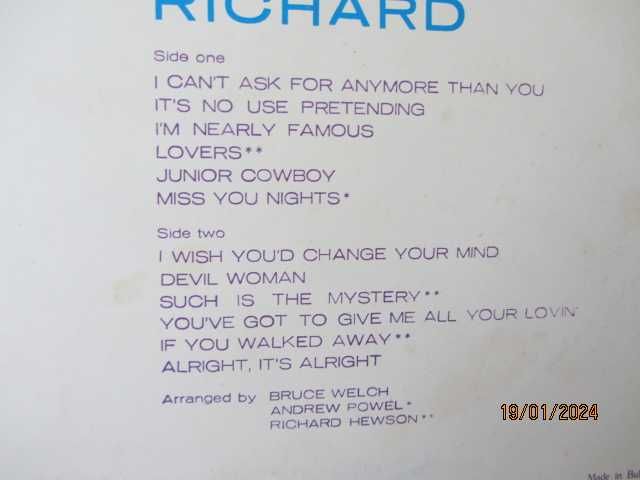 RICHARD
Side one
I CAN'T ASK FOR ANYMORE THAN YOU
IT'S NO USE PRETENDING
I'M NEARLY FAMOUS
LOVERS**
JUNIOR COWBOY
MISS YOU NIGHTS*
Side two
I WISH YOU'D CHANGE YOUR MIND
DEVIL WOMAN
SUCH IS THE MYSTERY**
YOU'VE GOT TO GIVE ME ALL YOUR LOVIN'
IF YOU WALKED AWAY**
ALRIGHT, IT'S ALRIGHT
Arranged by BRUCE WELCH
ANDREW POWEL*
RICHARD HEWSON**
19/01/2024
Made in